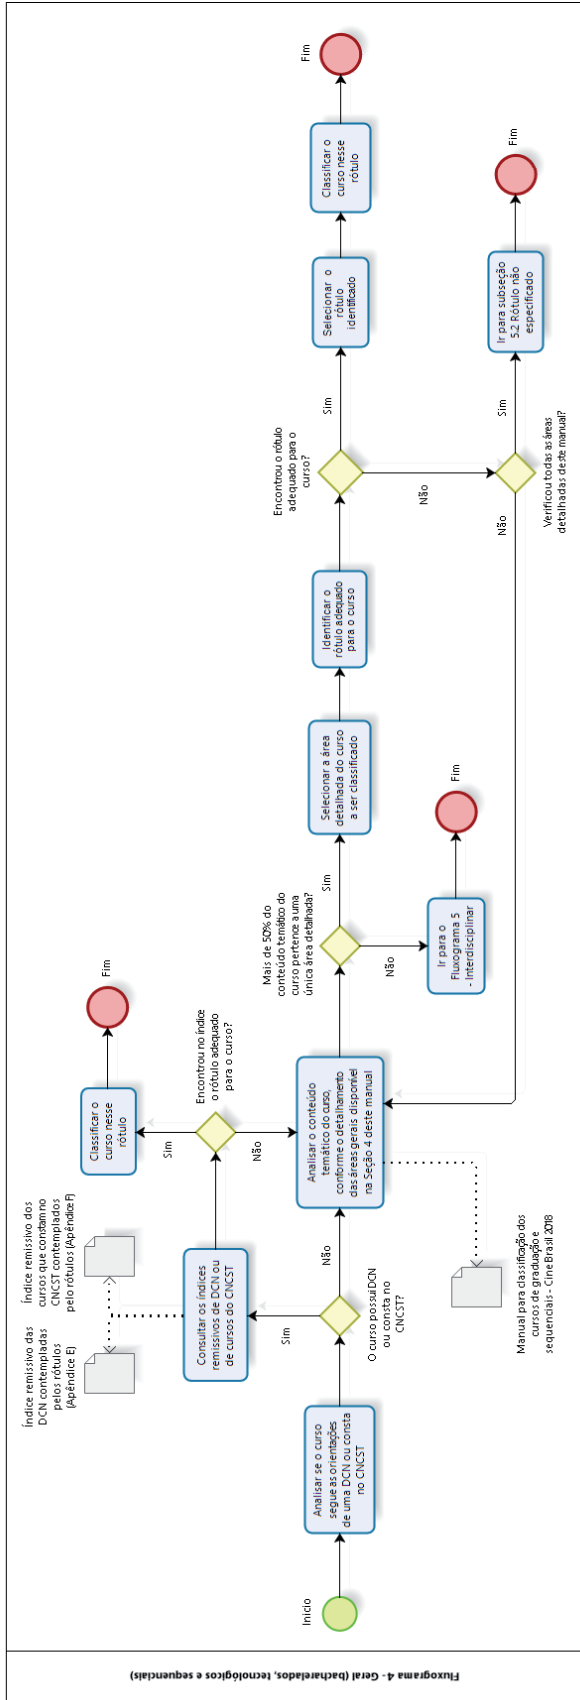 Fluxograma 4 - Geral (bacharelados, tecnológicos e sequenciais)
Início
Analisar se o curso
segue as orientações
de uma DCN ou consta
no CNCST
O curso possui DCN
ou consta no
CNCST?
Sim
Não
Consultar os índices
remissivos de DCN ou
de cursos do CNCST
Índice remissivo das
DCN contempladas
pelos rótulos
(Apêndice E)
Índice remissivo dos
cursos que constam no
CNCST contemplados
pelo rótulos (Apêndice F)
Encontrou no índice
o rótulo adequado
para o curso?
Sim
Não
Classificar o
curso nesse
rótulo
Fim
Analisar o conteúdo
temático do curso,
conforme o detalhamento
das áreas gerais disponível
na Seção 4 deste manual
Manual para classificação dos
cursos de graduação e
sequenciais - Cine Brasil 2018
Mais de 50% do
conteúdo temático do
curso pertence a uma
única área detalhada?
Sim
Não
Ir para o
Fluxograma 5
- Interdisciplinar
Fim
Selecionar a área
detalhada do curso
a ser classificado
Identificar o
rótulo adequado
para o curso
Encontrou o rótulo
adequado para o
curso?
Sim
Não
Selecionar o
rótulo
identificado
Classificar o
curso nesse
rótulo
Fim
Verificou todas as áreas
detalhadas deste manual?
Não
Sim
Ir para subseção
5.2 Rótulo não
especificado
Fim